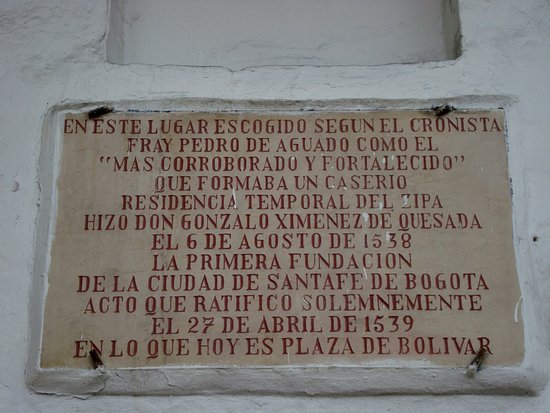 EN ESTE LUGAR ESCOGIDO SEGUN EL CRONISTA
FRAY PEDRO DE AGUADO COMO EL
"MAS CORROBORADO Y FORTALECIDO"
QUE FORMABA UN CASERIO
RESIDENCIA TEMPORAL DEL ZIPA
HIZO DON GONZALO XIMENEZ DE QUESADA
EL 6 DE AGOSTO DE 1538
LA PRIMERA FUNDACION
DE LA CIUDAD DE SANTAFE DE BOGOTA
ACTO QUE RATIFICO SOLEMNEMENTE
EL 27 DE ABRIL DE 1539
EN LO QUE HOY ES PLAZA DE BOLIVAR